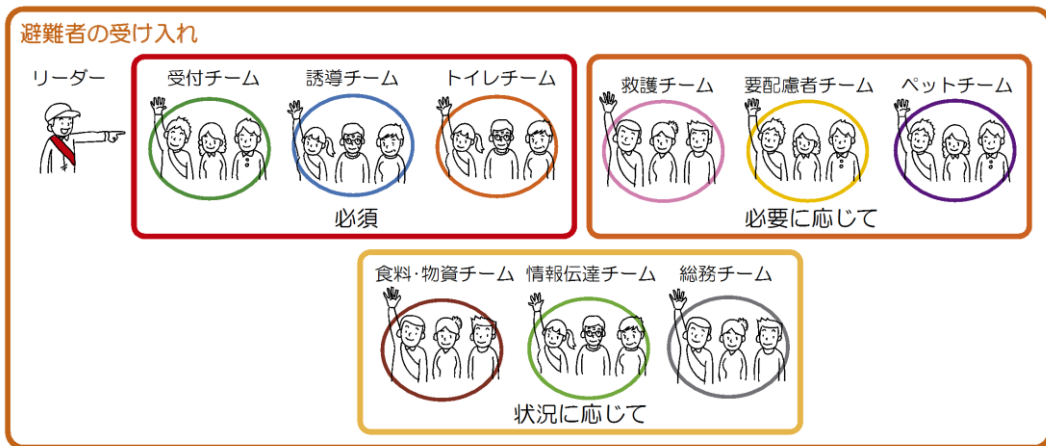 避難者の受け入れ
リーダー
受付チーム
誘導チーム
トイレチーム
必須
救護チーム
要配慮者チーム
ペットチーム
必要に応じて
食料・物資チーム
情報伝達チーム
総務チーム
状況に応じて